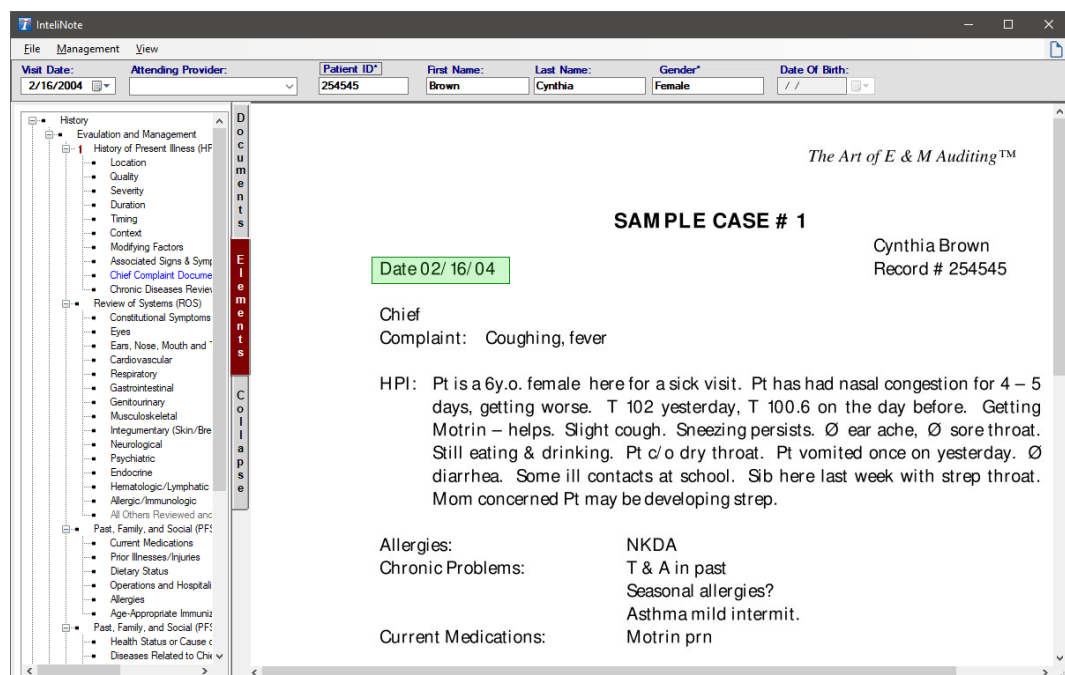 InteliNote
File Management View
Visit Date: Attending Provider: Patient ID* First Name: Last Name: Gender* Date Of Birth:
2/16/2004 254545 Brown Cynthia Female / /
History
Evaulation and Management
1 History of Present Illness (HP
Location
Quality
Severity
Duration
Timing
Context
Modifying Factors
Associated Signs & Symp
Chief Complaint Docume
Chronic Diseases Review
Review of Systems (ROS)
Constitutional Symptoms
Eyes
Ears, Nose, Mouth and
Cardiovascular
Respiratory
Gastrointestinal
Genitourinary
Musculoskeletal
Integumentary (Skin/Bre
Neurological
Psychiatric
Endocrine
Hematologic/Lymphatic
Allergic/Immunologic
All Others Reviewed and
Past, Family, and Social (PFS
Current Medications
Prior Illnesses/Injuries
Dietary Status
Operations and Hospitali
Allergies
Age-Appropriate Immuniz
Past, Family, and Social (PFS
Health Status or Cause o
Diseases Related to Chie
Documents
Elements
Collapse
The Art of E & M Auditing™
SAMPLE CASE # 1
Cynthia Brown
Date 02/16/04 Record # 254545
Chief
Complaint: Coughing, fever
HPI: Pt is a 6y.o. female here for a sick visit. Pt has had nasal congestion for 4 – 5
days, getting worse. T 102 yesterday, T 100.6 on the day before. Getting
Motrin – helps. Slight cough. Sneezing persists. Ø ear ache, Ø sore throat.
Still eating & drinking. Pt c/o dry throat. Pt vomited once on yesterday. Ø
diarrhea. Some ill contacts at school. Sib here last week with strep throat.
Mom concerned Pt may be developing strep.
Allergies: NKDA
Chronic Problems: T & A in past
Seasonal allergies?
Asthma mild intermit.
Current Medications: Motrin prn